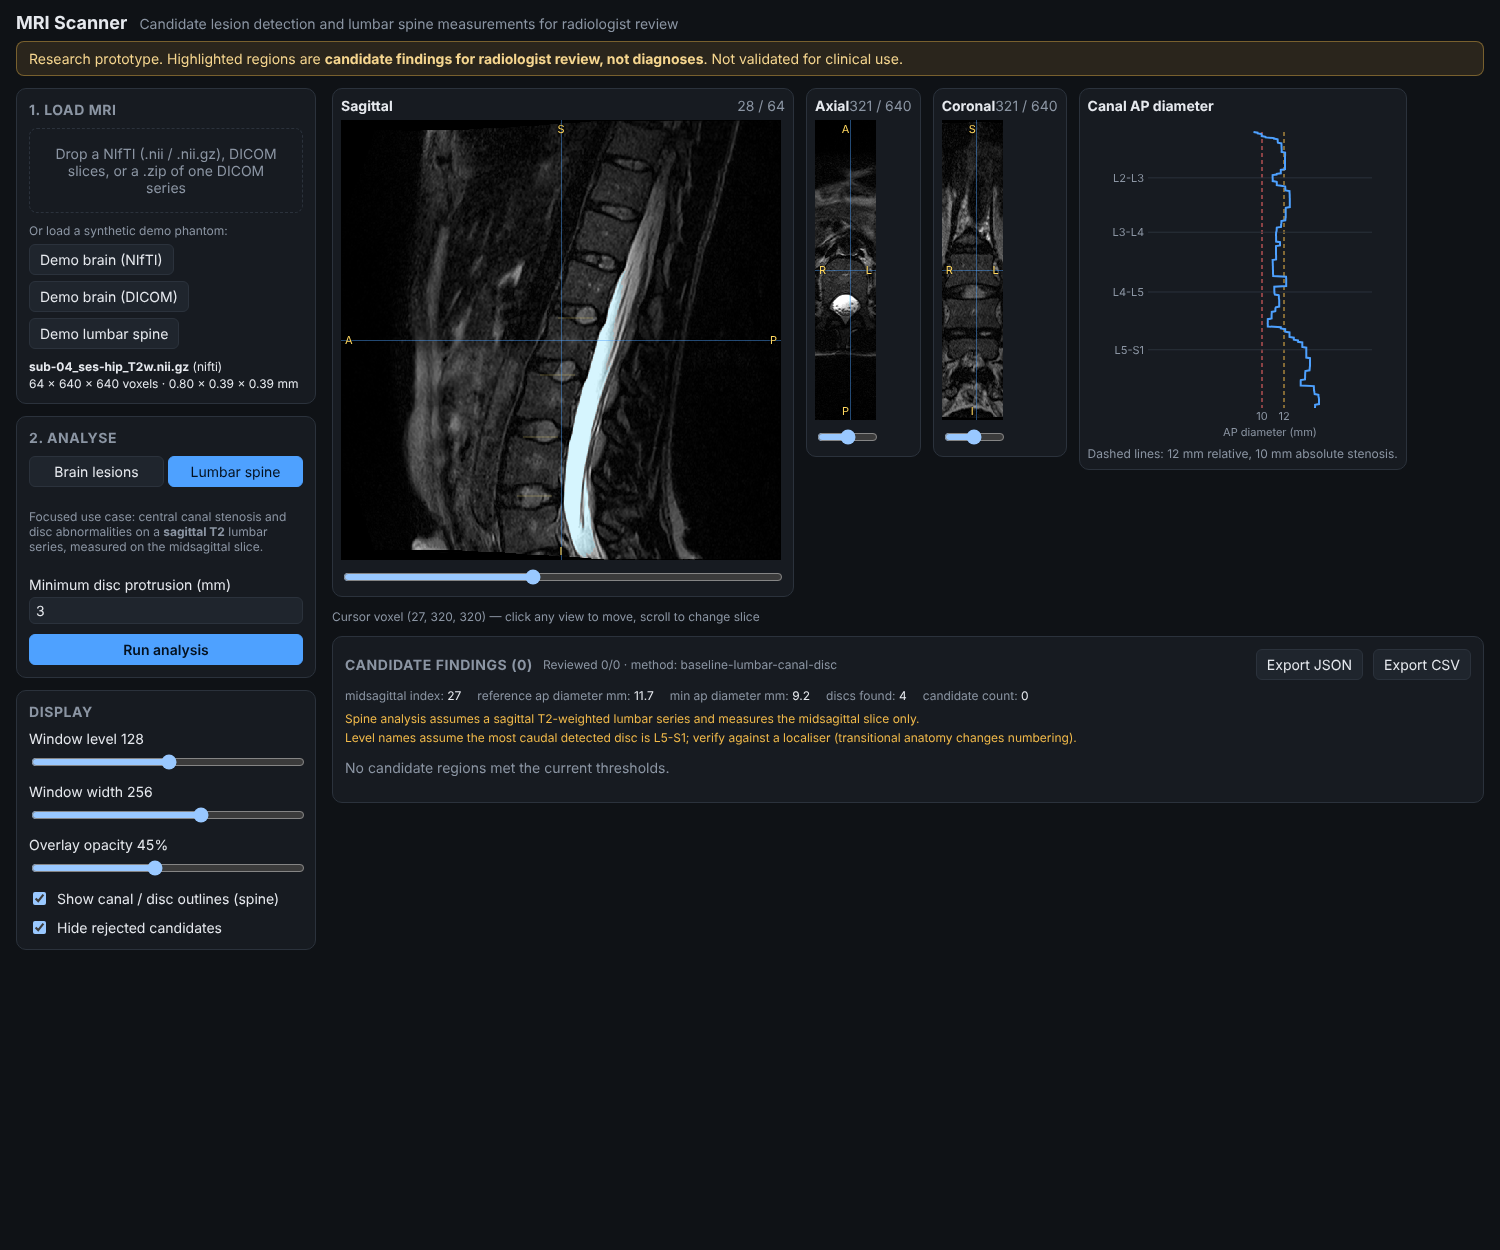 MRI Scanner Candidate lesion detection and lumbar spine measurements for radiologist review
Research prototype. Highlighted regions are candidate findings for radiologist review, not diagnoses. Not validated for clinical use.
1. LOAD MRI
Drop a NIfTI (.nii / .nii.gz), DICOM
slices, or a .zip of one DICOM
series
Or load a synthetic demo phantom:
Demo brain (NIfTI)
Demo brain (DICOM)
Demo lumbar spine
sub-04_ses-hip_T2w.nii.gz (nifti)
64 × 640 × 640 voxels · 0.80 × 0.39 × 0.39 mm
2. ANALYSE
Brain lesions
Lumbar spine
Focused use case: central canal stenosis and
disc abnormalities on a sagittal T2 lumbar
series, measured on the midsagittal slice.
Minimum disc protrusion (mm)
3
Run analysis
DISPLAY
Window level 128
Window width 256
Overlay opacity 45%
Show canal / disc outlines (spine)
Hide rejected candidates
Sagittal 28 / 64
S
A
P
I
Axial 321 / 640
A
R
L
P
Coronal 321 / 640
S
R
L
I
Canal AP diameter
L2-L3
L3-L4
L4-L5
L5-S1
10 12
AP diameter (mm)
Dashed lines: 12 mm relative, 10 mm absolute stenosis.
Cursor voxel (27, 320, 320) — click any view to move, scroll to change slice
CANDIDATE FINDINGS (0) Reviewed 0/0 · method: baseline-lumbar-canal-disc
Export JSON
Export CSV
midsagittal index: 27 reference ap diameter mm: 11.7 min ap diameter mm: 9.2 discs found: 4 candidate count: 0
Spine analysis assumes a sagittal T2-weighted lumbar series and measures the midsagittal slice only.
Level names assume the most caudal detected disc is L5-S1; verify against a localiser (transitional anatomy changes numbering).
No candidate regions met the current thresholds.